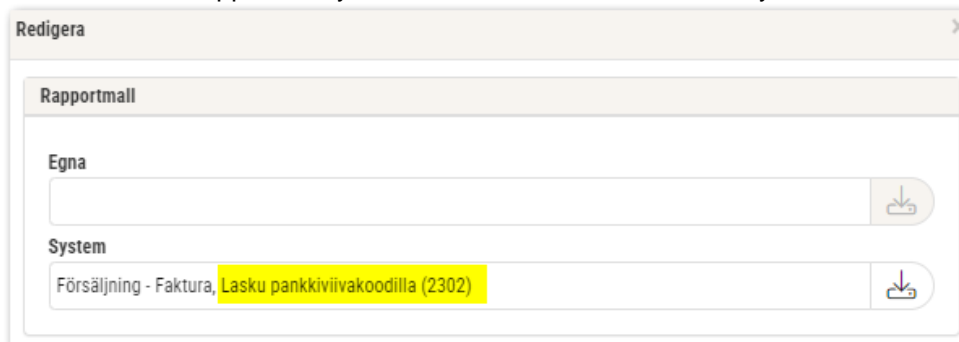 Redigera
Rapportmall
Egna
System
Försäljning - Faktura, Lasku pankkiviivakoodilla (2302)